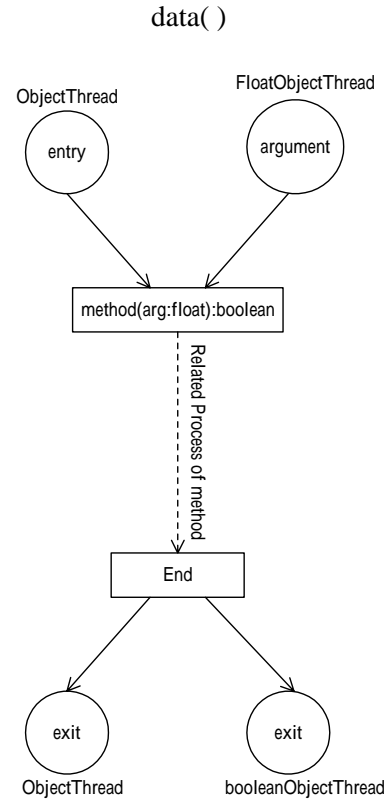 data( )
ObjectThread
FloatObjectThread
entry
argument
method(arg:float):boolean
Related Process of method
End
exit
exit
ObjectThread
booleanObjectThread